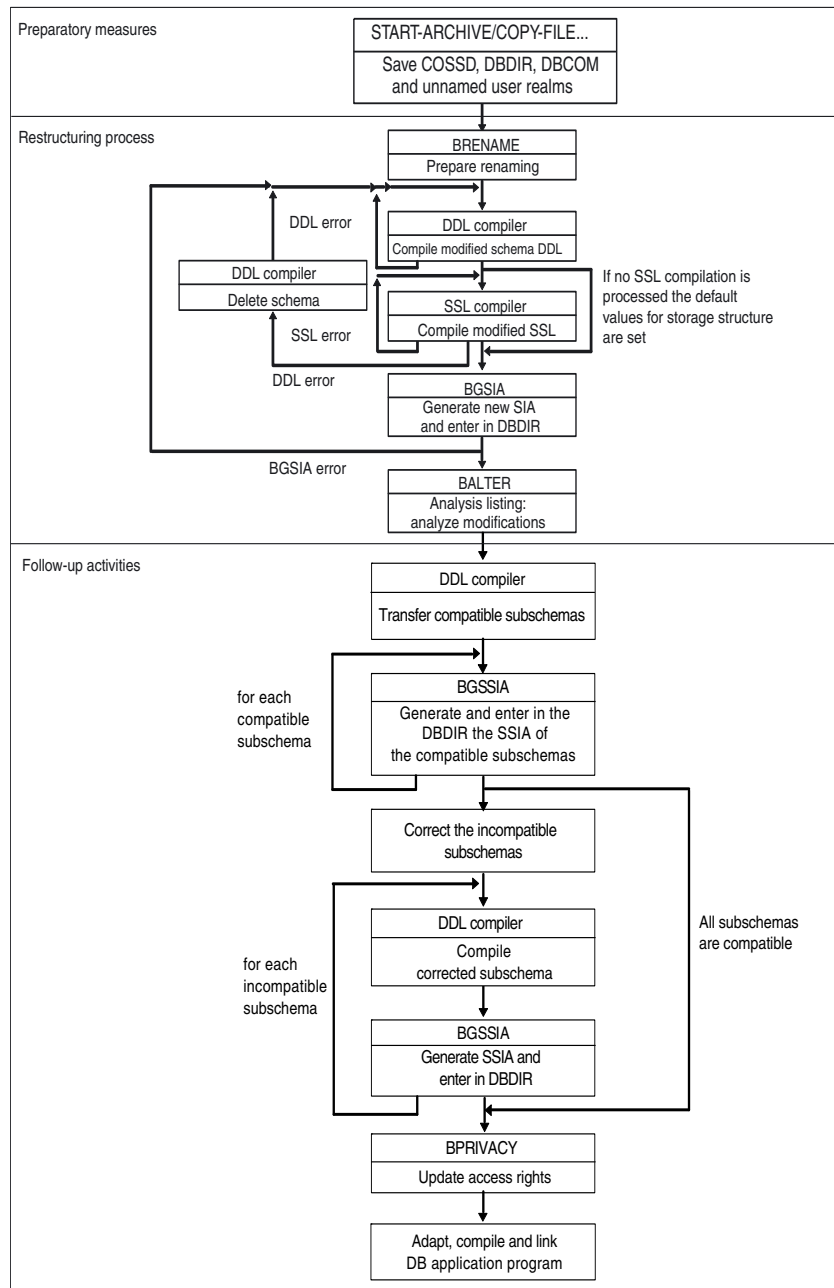 Preparatory measures
START-ARCHIVE/COPY-FILE...
Save COSSD, DBDIR, DBCOM
and unnamed user realms
Restructuring process
BRENAME
Prepare renaming
DDL error
DDL compiler
Compile modified schema DDL
DDL compiler
Delete schema
If no SSL compilation is
processed the default
values for storage structure
are set
SSL compiler
Compile modified SSL
SSL error
DDL error
BGSIA
Generate new SIA
and enter in DBDIR
BGSIA error
BALTER
Analysis listing:
analyze modifications
Follow-up activities
DDL compiler
Transfer compatible subschemas
for each
compatible
subschema
BGSSIA
Generate and enter in the
DBDIR the SSIA of
the compatible subschemas
Correct the incompatible
subschemas
All subschemas
are compatible
for each
incompatible
subschema
DDL compiler
Compile
corrected subschema
BGSSIA
Generate SSIA and
enter in DBDIR
BPRIVACY
Update access rights
Adapt, compile and link
DB application program